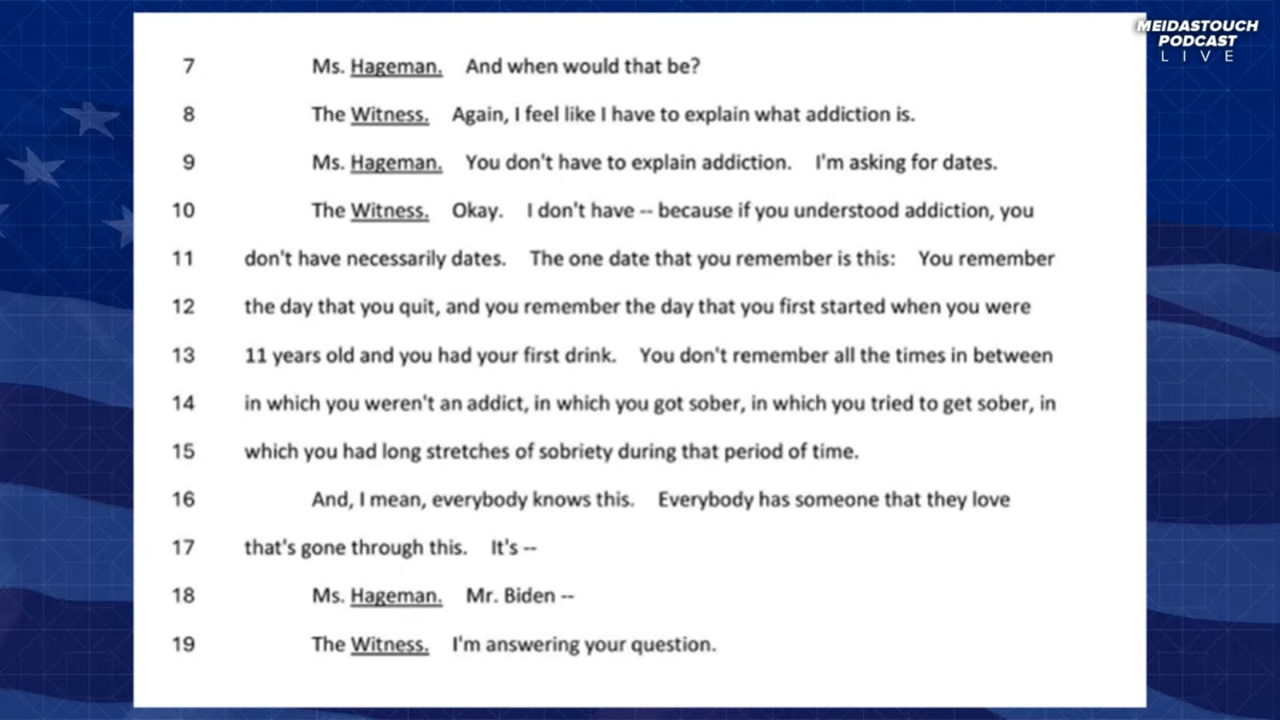 MEIDASTOUCH
PODCAST
LIVE
7 Ms. Hageman. And when would that be?
8 The Witness. Again, I feel like I have to explain what addiction is.
9 Ms. Hageman. You don't have to explain addiction. I'm asking for dates.
10 The Witness. Okay. I don't have -- because if you understood addiction, you
11 don't have necessarily dates. The one date that you remember is this: You remember
12 the day that you quit, and you remember the day that you first started when you were
13 11 years old and you had your first drink. You don't remember all the times in between
14 in which you weren't an addict, in which you got sober, in which you tried to get sober, in
15 which you had long stretches of sobriety during that period of time.
16 And, I mean, everybody knows this. Everybody has someone that they love
17 that's gone through this. It's --
18 Ms. Hageman. Mr. Biden --
19 The Witness. I'm answering your question.